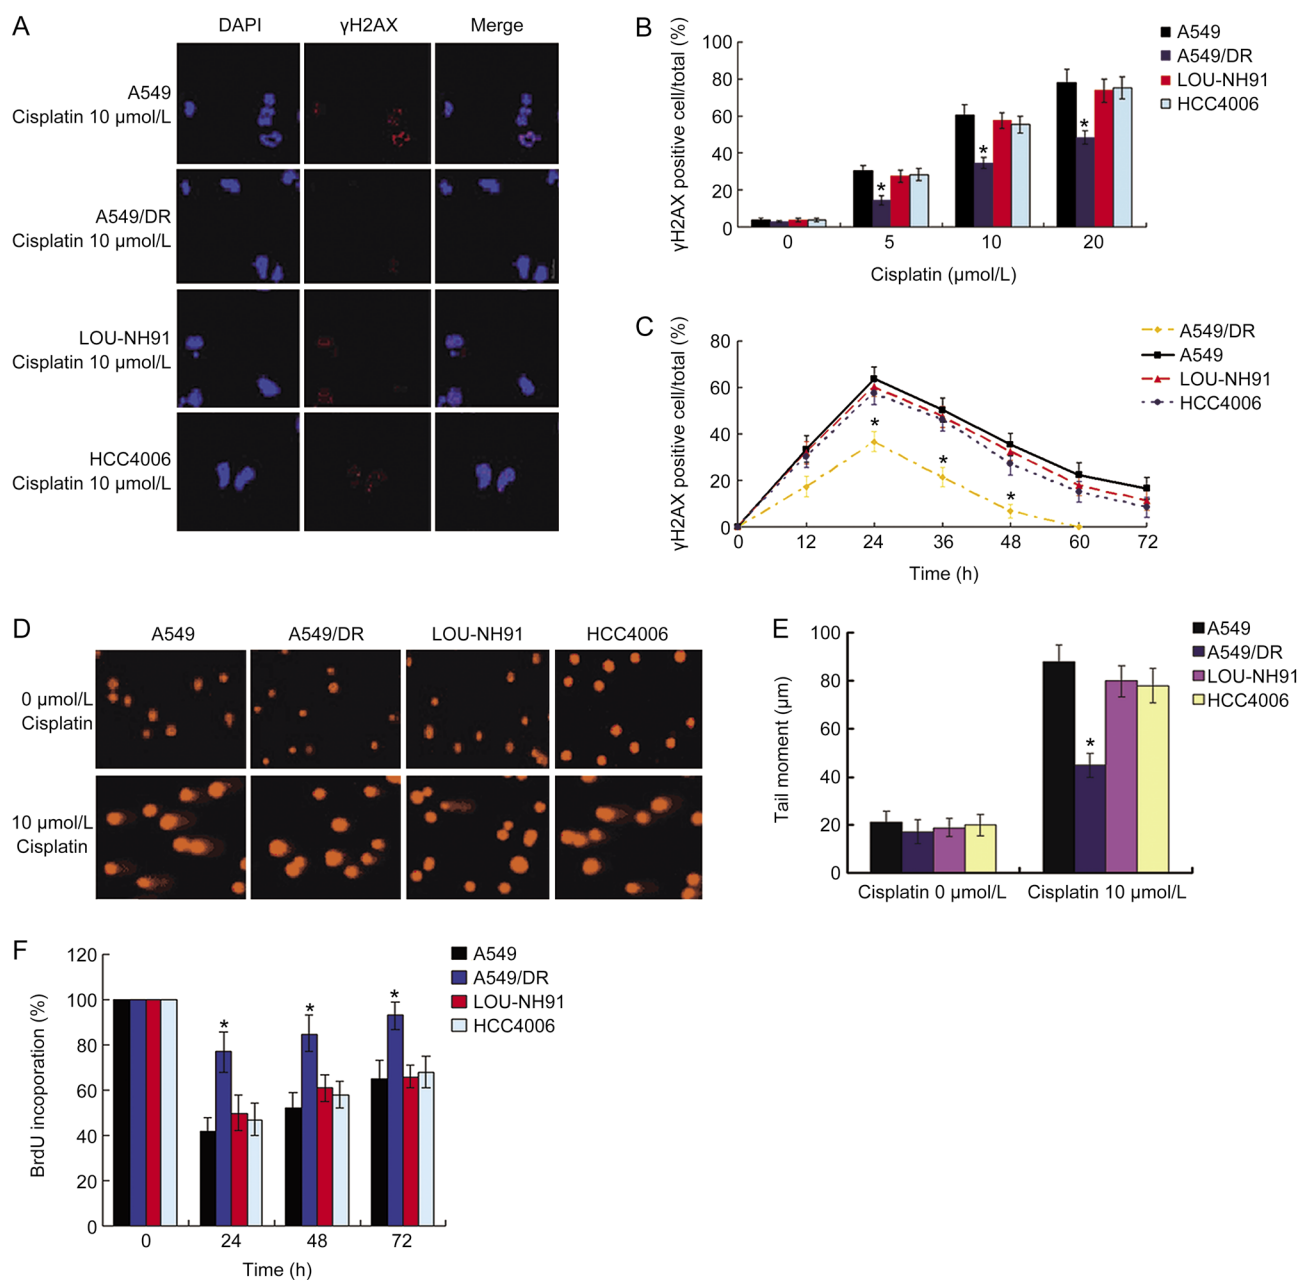 A
DAPI γH2AX Merge
A549
Cisplatin 10 μmol/L
A549/DR
Cisplatin 10 μmol/L
LOU-NH91
Cisplatin 10 μmol/L
HCC4006
Cisplatin 10 μmol/L
B
γH2AX positive cell/total (%)
100
80
60
40
20
0
* * *
0 5 10 20
Cisplatin (μmol/L)
A549
A549/DR
LOU-NH91
HCC4006
C
γH2AX positive cell/total (%)
80
60
40
20
0
* * *
0 12 24 36 48 60 72
Time (h)
A549/DR
A549
LOU-NH91
HCC4006
D
A549 A549/DR LOU-NH91 HCC4006
0 μmol/L
Cisplatin
10 μmol/L
Cisplatin
E
Tail moment (μm)
100
80
60
40
20
0
*
Cisplatin 0 μmol/L Cisplatin 10 μmol/L
A549
A549/DR
LOU-NH91
HCC4006
F
BrdU incoporation (%)
120
100
80
60
40
20
0
* * *
0 24 48 72
Time (h)
A549
A549/DR
LOU-NH91
HCC4006